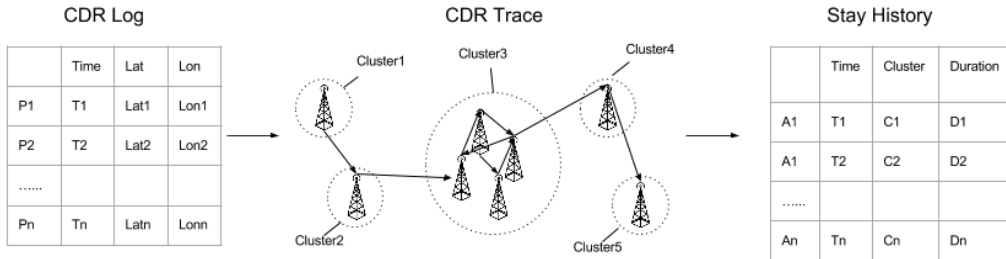 CDR Log
Time Lat Lon
P1 T1 Lat1 Lon1
P2 T2 Lat2 Lon2
......
Pn Tn Latn Lonn
CDR Trace
Cluster1
Cluster3
Cluster4
Cluster2
Cluster5
Stay History
Time Cluster Duration
A1 T1 C1 D1
A1 T2 C2 D2
......
An Tn Cn Dn